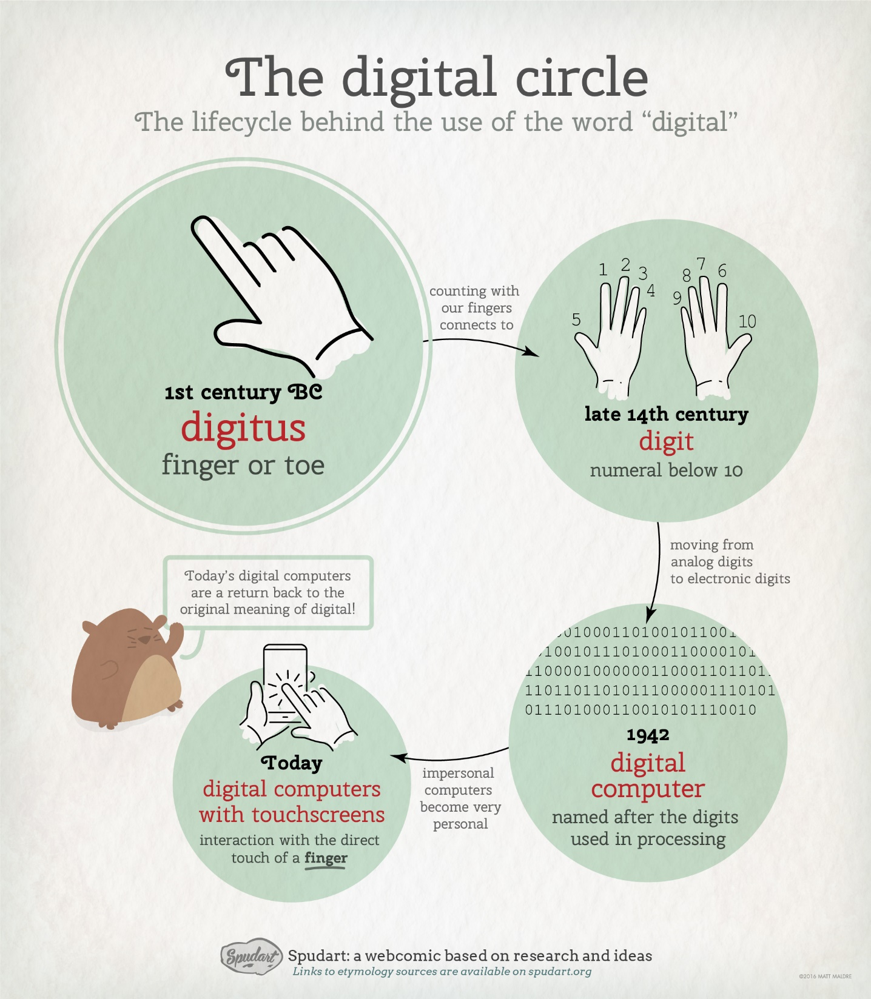 The digital circle
The lifecycle behind the use of the word “digital”
1st century BC
digitus
finger or toe
counting with
our fingers
connects to
1 2 3 4 5
6 7 8 9 10
late 14th century
digit
numeral below 10
moving from
analog digits
to electronic digits
010001101001011001
1001011101000110000101
1100001000000110001101101
11011011010111000001110101
011101000110010101110010
1942
digital
computer
named after the digits
used in processing
impersonal
computers
become very
personal
Today’s digital computers
are a return back to the
original meaning of digital!
Today
digital computers
with touchscreens
interaction with the direct
touch of a finger
Spudart
Spudart: a webcomic based on research and ideas
Links to etymology sources are available on spudart.org
©2016 MATT MALDRE